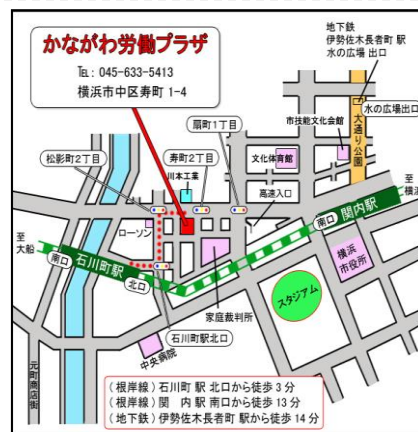 かながわ労働プラザ
℡: 045-633-5413
横浜市中区寿町 1-4
地下鉄
伊勢佐木長者町 駅
水の広場 出口
水の広場出口
大通り公園
市技能文化会館
文化体育館
扇町1丁目
寿町2丁目
松影町2丁目
川本工業
高速入口
ローソン
至
横浜
関内駅
南口
至
大船
南口
石川町駅
北口
横浜
市役所
スタジアム
家庭裁判所
石川町駅北口
中央病院
元町商店街
(根岸線) 石川町 駅 北口から徒歩 3 分
(根岸線) 関 内 駅 南口から徒歩 13 分
(地下鉄) 伊勢佐木長者町 駅から徒歩 14 分